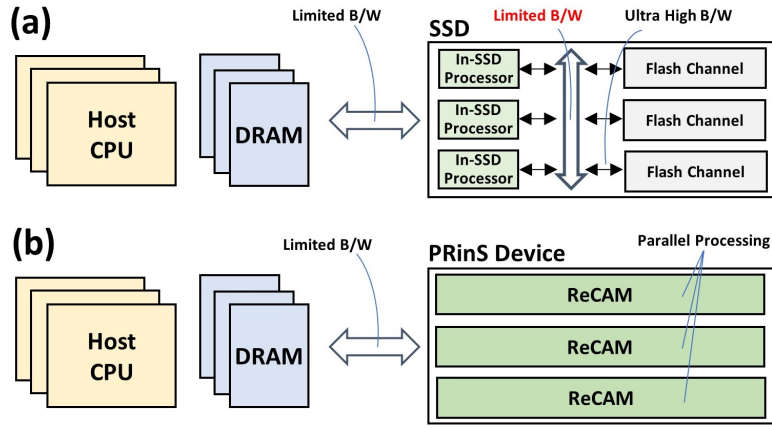 (a)
Limited B/W
Limited B/W
Ultra High B/W
SSD
Host
CPU
DRAM
In-SSD
Processor
Flash Channel
In-SSD
Processor
Flash Channel
In-SSD
Processor
Flash Channel
(b)
Limited B/W
Parallel Processing
PRinS Device
Host
CPU
DRAM
ReCAM
ReCAM
ReCAM